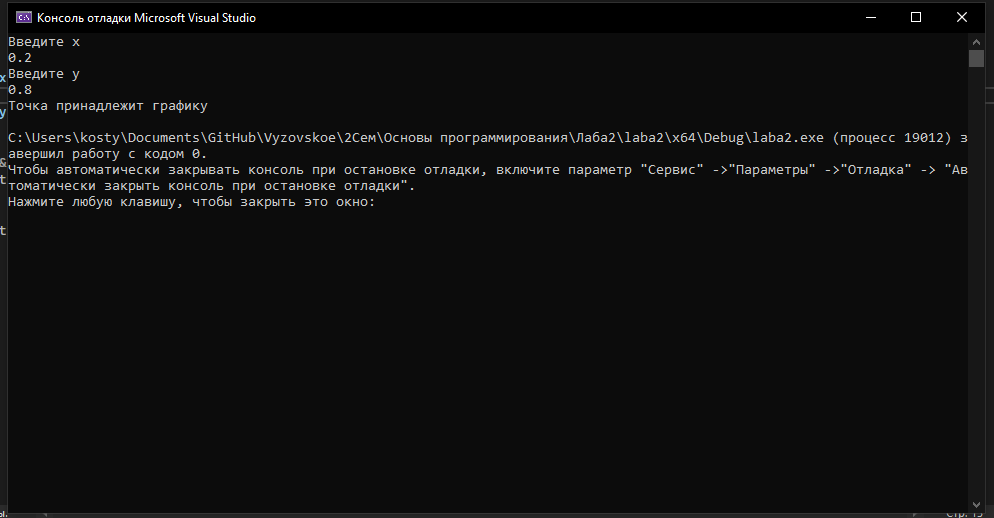 Консоль отладки Microsoft Visual Studio
Введите x
0.2
Введите y
0.8
Точка принадлежит графику
C:\Users\kosty\Documents\GitHub\Vyzovskoe\2Сем\Основы программирования\Лаба2\laba2\x64\Debug\laba2.exe (процесс 19012) з
авершил работу с кодом 0.
Чтобы автоматически закрывать консоль при остановке отладки, включите параметр "Сервис" ->"Параметры" ->"Отладка" -> "Ав
томатически закрыть консоль при остановке отладки".
Нажмите любую клавишу, чтобы закрыть это окно: